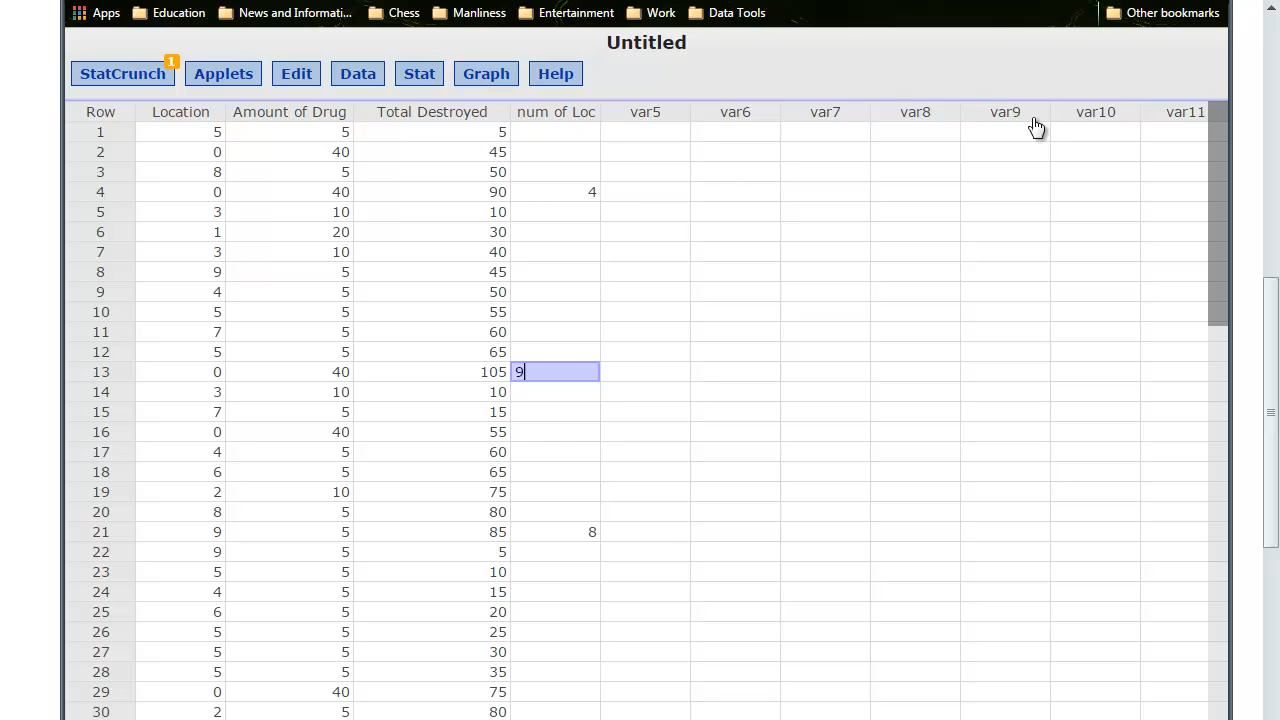 Apps Education News and Informati... Chess Manliness Entertainment Work Data Tools Other bookmarks
Untitled
StatCrunch 1 Applets Edit Data Stat Graph Help
Row Location Amount of Drug Total Destroyed num of Loc var5 var6 var7 var8 var9 var10 var11
1 5 5 5
2 0 40 45
3 8 5 50
4 0 40 90 4
5 3 10 10
6 1 20 30
7 3 10 40
8 9 5 45
9 4 5 50
10 5 5 55
11 7 5 60
12 5 5 65
13 0 40 105 9
14 3 10 10
15 7 5 15
16 0 40 55
17 4 5 60
18 6 5 65
19 2 10 75
20 8 5 80
21 9 5 85 8
22 9 5 5
23 5 5 10
24 4 5 15
25 6 5 20
26 5 5 25
27 5 5 30
28 5 5 35
29 0 40 75
30 2 5 80